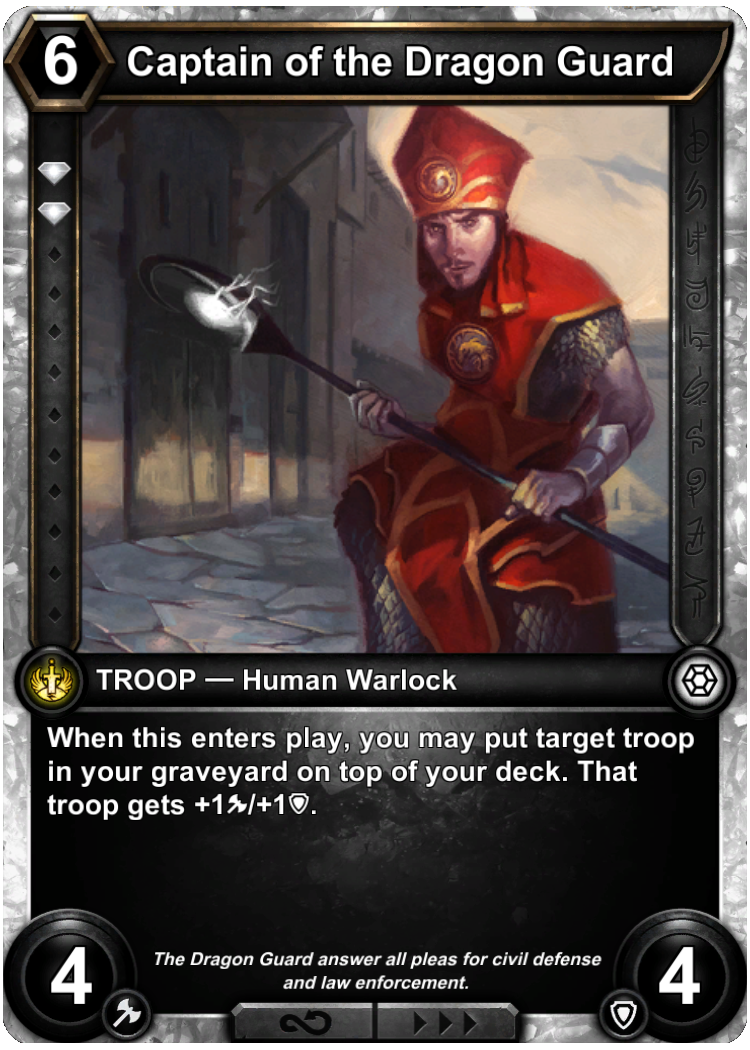 6
Captain of the Dragon Guard
TROOP — Human Warlock
When this enters play, you may put target troop
in your graveyard on top of your deck. That
troop gets +1/+1.
The Dragon Guard answer all pleas for civil defense
and law enforcement.
4
4